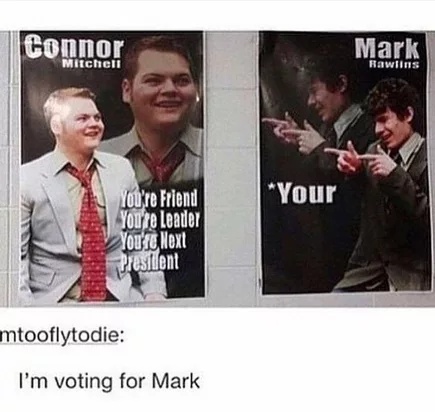 Connor
Mitchell
You're Friend
You're Leader
You're Next
President
Mark
Rawlins
*Your
mtooflytodie:
I'm voting for Mark